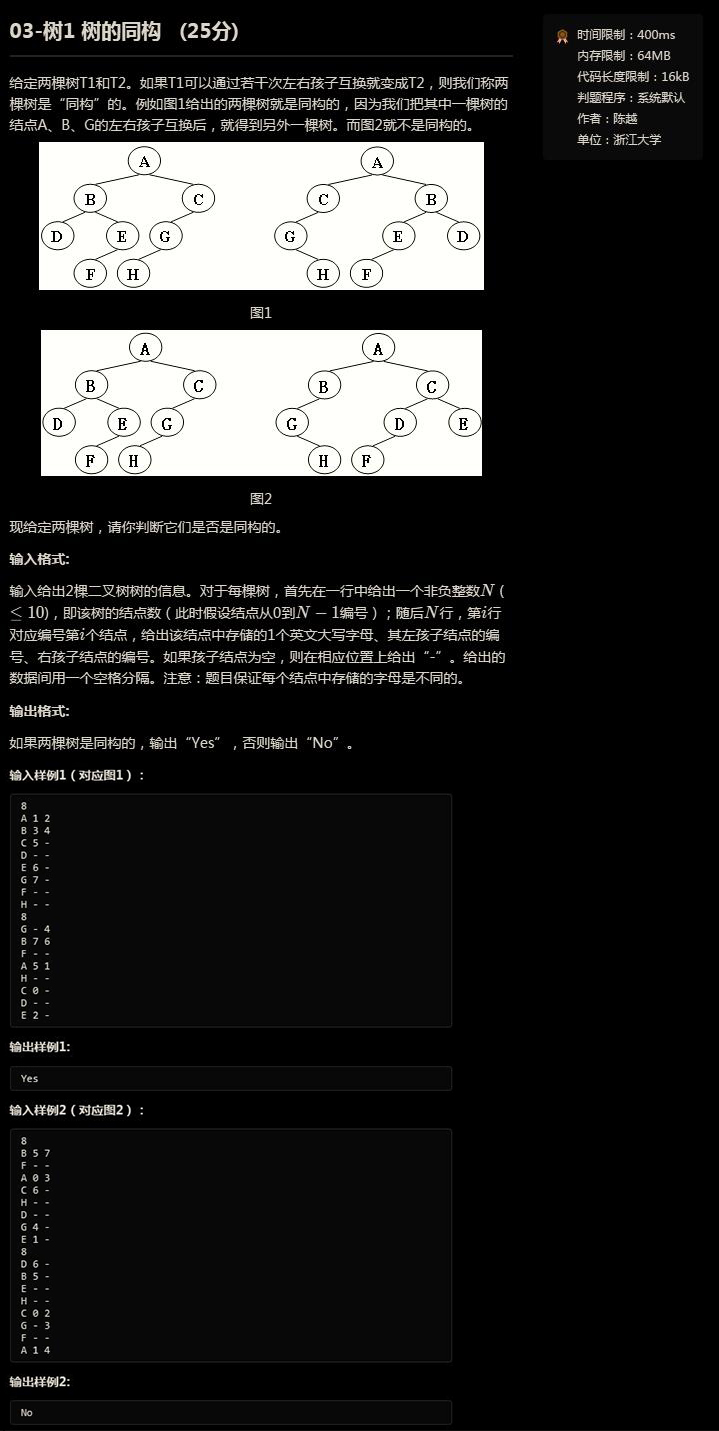 03-树1 树的同构 (25分)
时间限制：400ms
内存限制：64MB
代码长度限制：16kB
判题程序：系统默认
作者：陈越
单位：浙江大学
给定两棵树T1和T2。如果T1可以通过若干次左右孩子互换就变成T2，则我们称两
棵树是“同构”的。例如图1给出的两棵树就是同构的，因为我们把其中一棵树的
结点A、B、G的左右孩子互换后，就得到另外一棵树。而图2就不是同构的。
A A
B C C B
D E G G E D
F H H F
图1
A A
B C B C
D E G G D E
F H H F
图2
现给定两棵树，请你判断它们是否是同构的。
输入格式:
输入给出2棵二叉树树的信息。对于每棵树，首先在一行中给出一个非负整数N (
≤ 10)，即该树的结点数（此时假设结点从0到N − 1编号）；随后N行，第i行
对应编号第i个结点，给出该结点中存储的1个英文大写字母、其左孩子结点的编
号、右孩子结点的编号。如果孩子结点为空，则在相应位置上给出“-”。给出的
数据间用一个空格分隔。注意：题目保证每个结点中存储的字母是不同的。
输出格式:
如果两棵树是同构的，输出“Yes”，否则输出“No”。
输入样例1（对应图1）：
8
A 1 2
B 3 4
C 5 -
D - -
E 6 -
G 7 -
F - -
H - -
8
G - 4
B 7 6
F - -
A 5 1
H - -
C 0 -
D - -
E 2 -
输出样例1:
Yes
输入样例2（对应图2）：
8
B 5 7
F - -
A 0 3
C 6 -
H - -
D - -
G 4 -
E 1 -
8
D 6 -
B 5 -
E - -
H - -
C 0 2
G - 3
F - -
A 1 4
输出样例2:
No